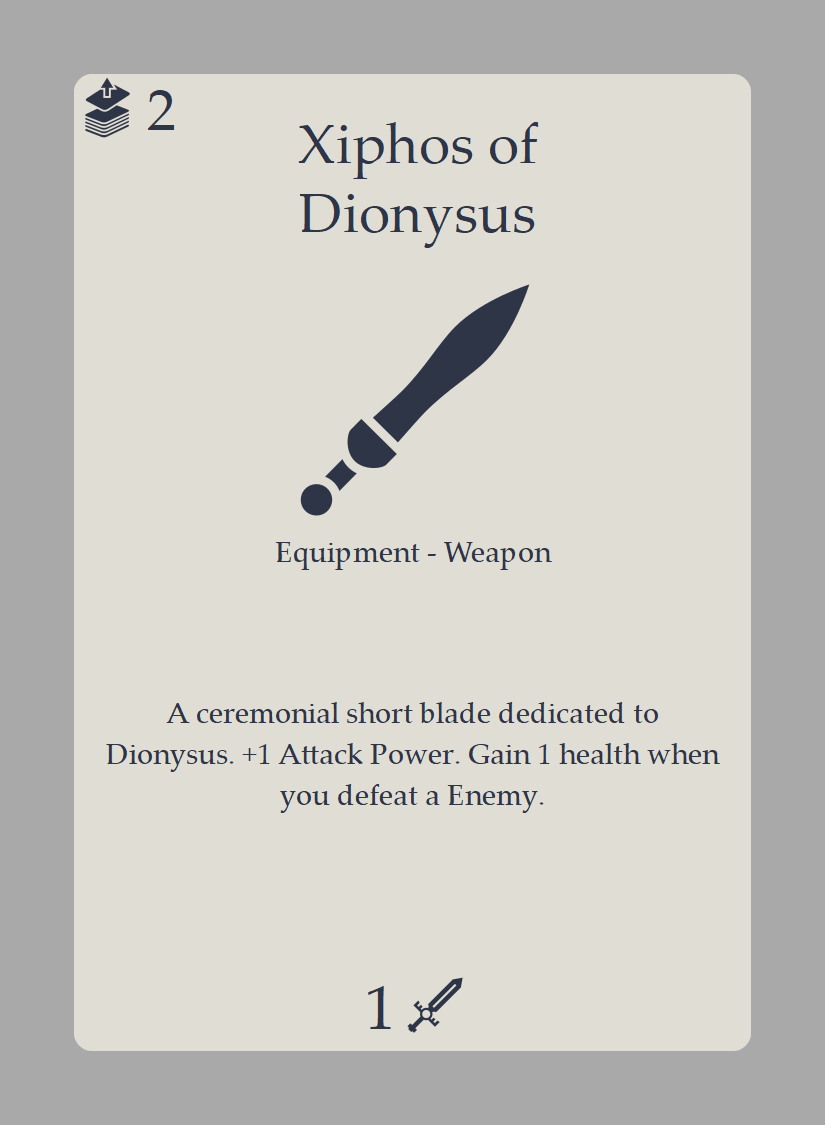 2
Xiphos of
Dionysus
Equipment - Weapon
A ceremonial short blade dedicated to
Dionysus. +1 Attack Power. Gain 1 health when
you defeat a Enemy.
1